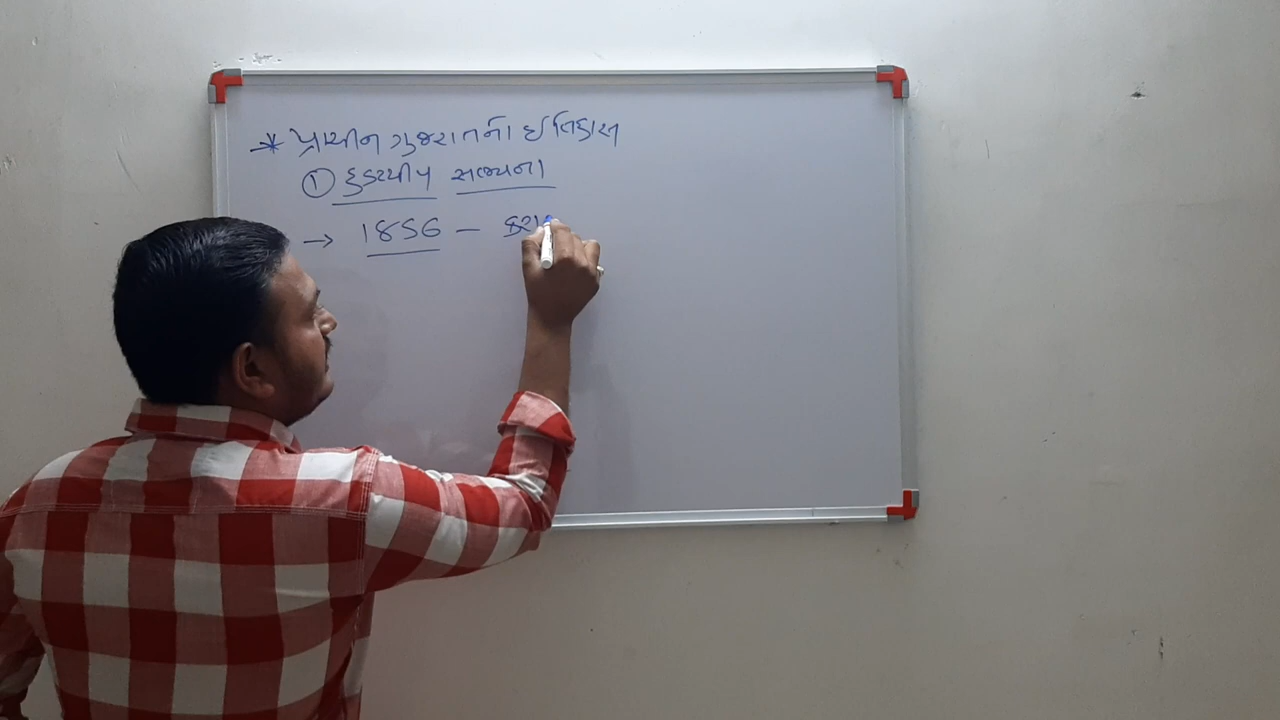 * પ્રાચીન ગુજરાતનો ઈતિહાસ
① હડપ્પીય સભ્યતા
→ 1856 –